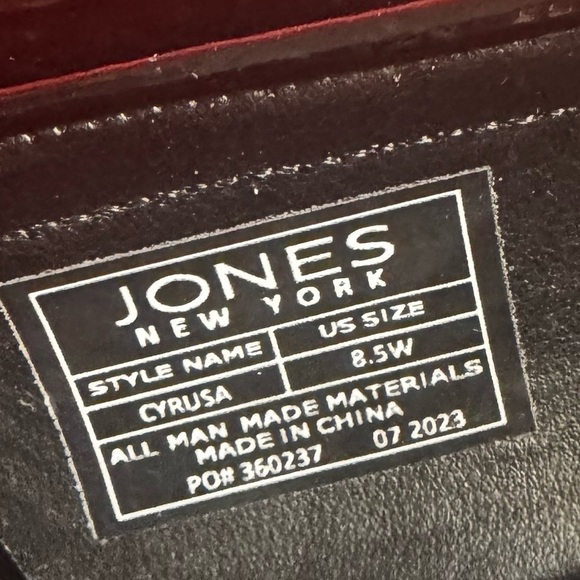 JONES
NEW YORK
STYLE NAME US SIZE
CYRUSA 8.5W
ALL MAN MADE MATERIALS
MADE IN CHINA
PO# 360237 07 2023